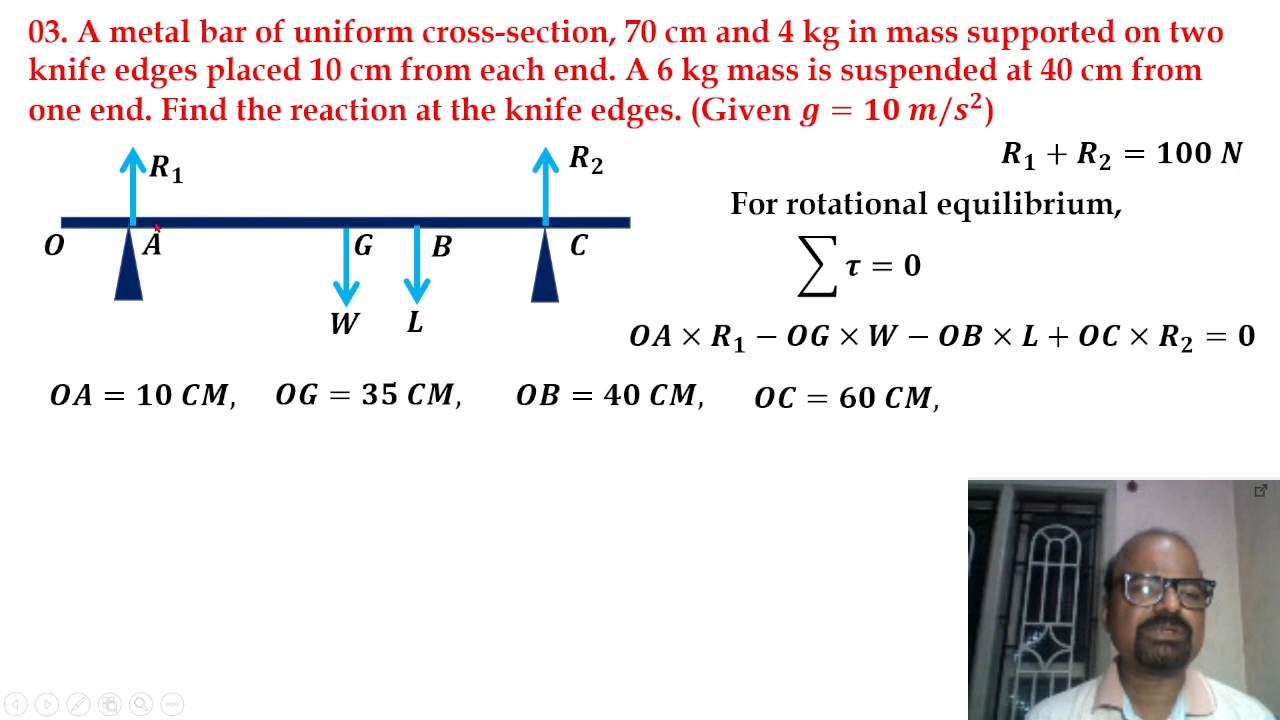 03. A metal bar of uniform cross-section, 70 cm and 4 kg in mass supported on two
knife edges placed 10 cm from each end. A 6 kg mass is suspended at 40 cm from
one end. Find the reaction at the knife edges. (Given g = 10 m/s²)
R₁ + R₂ = 100 N
R₁
R₂
For rotational equilibrium,
O A G B C
∑ τ = 0
W L
OA × R₁ − OG × W − OB × L + OC × R₂ = 0
OA = 10 CM, OG = 35 CM, OB = 40 CM, OC = 60 CM,